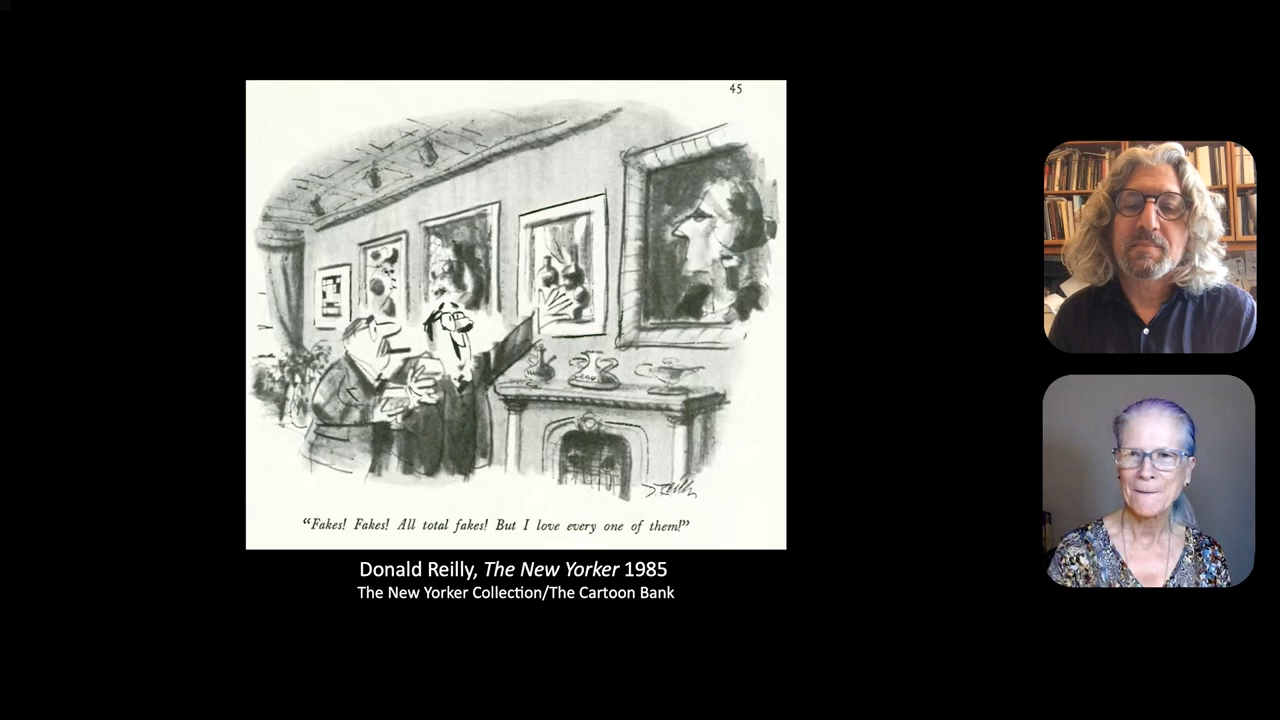 45
D Reilly
“Fakes! Fakes! All total fakes! But I love every one of them!”
Donald Reilly, The New Yorker 1985
The New Yorker Collection/The Cartoon Bank